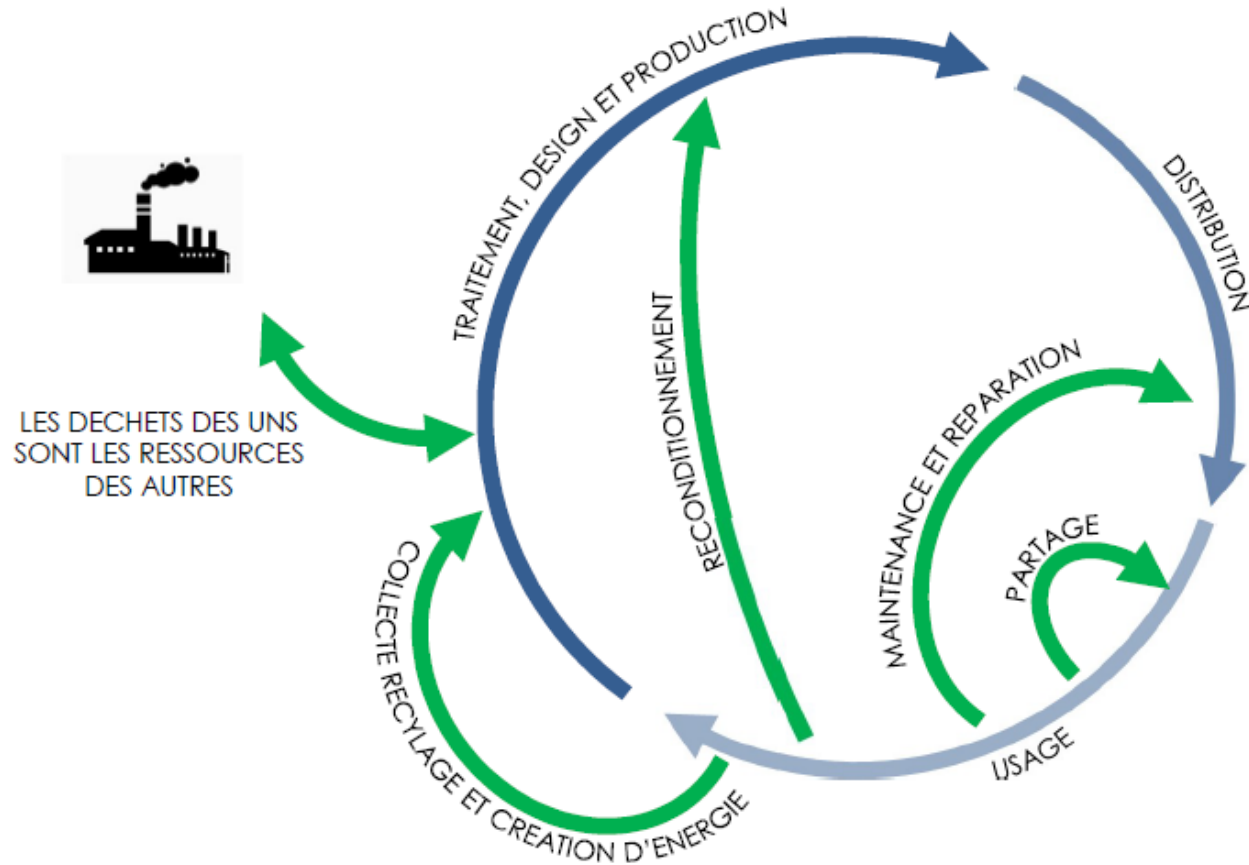 TRAITEMENT, DESIGN ET PRODUCTION
DISTRIBUTION
LES DECHETS DES UNS
SONT LES RESSOURCES
DES AUTRES
RECONDITIONNEMENT
MAINTENANCE ET REPARATION
PARTAGE
USAGE
COLLECTE RECYLAGE ET CREATION D'ENERGIE